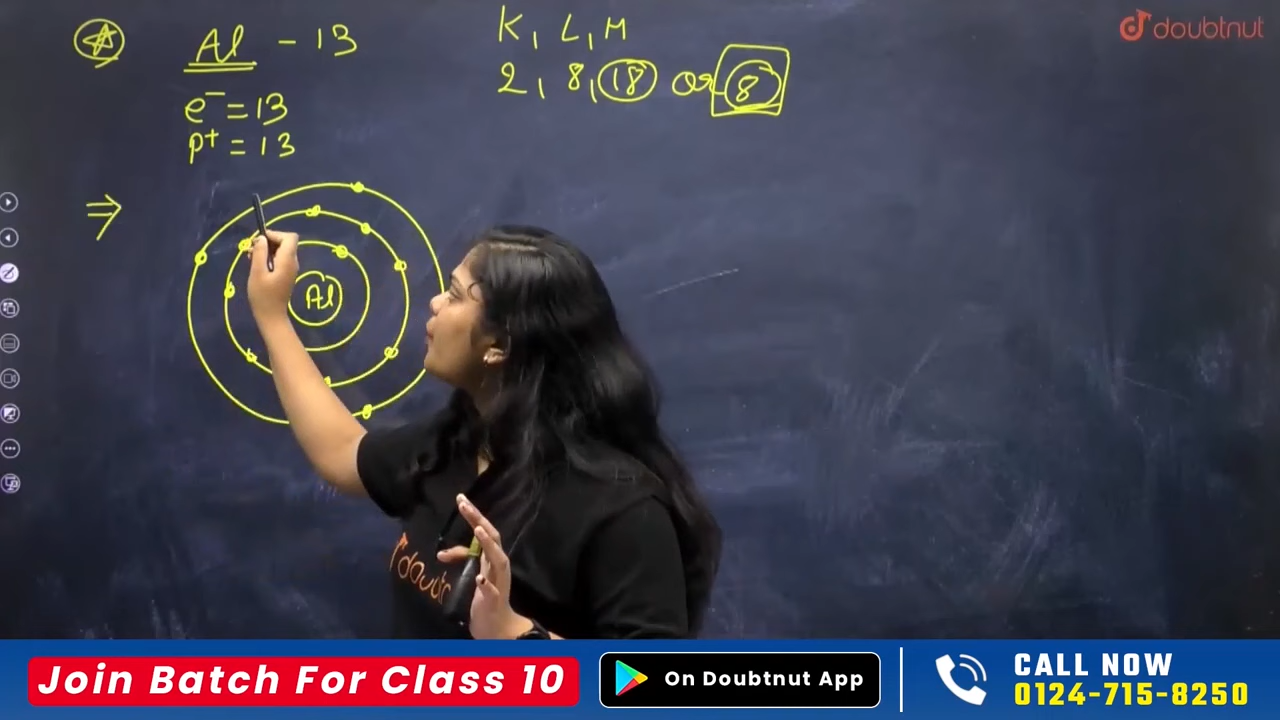 Al - 13
K, L, M
2, 8, 18 or 8
e⁻ = 13
p⁺ = 13
⇒
Al
doubtnut
Join Batch For Class 10
On Doubtnut App
CALL NOW
0124-715-8250